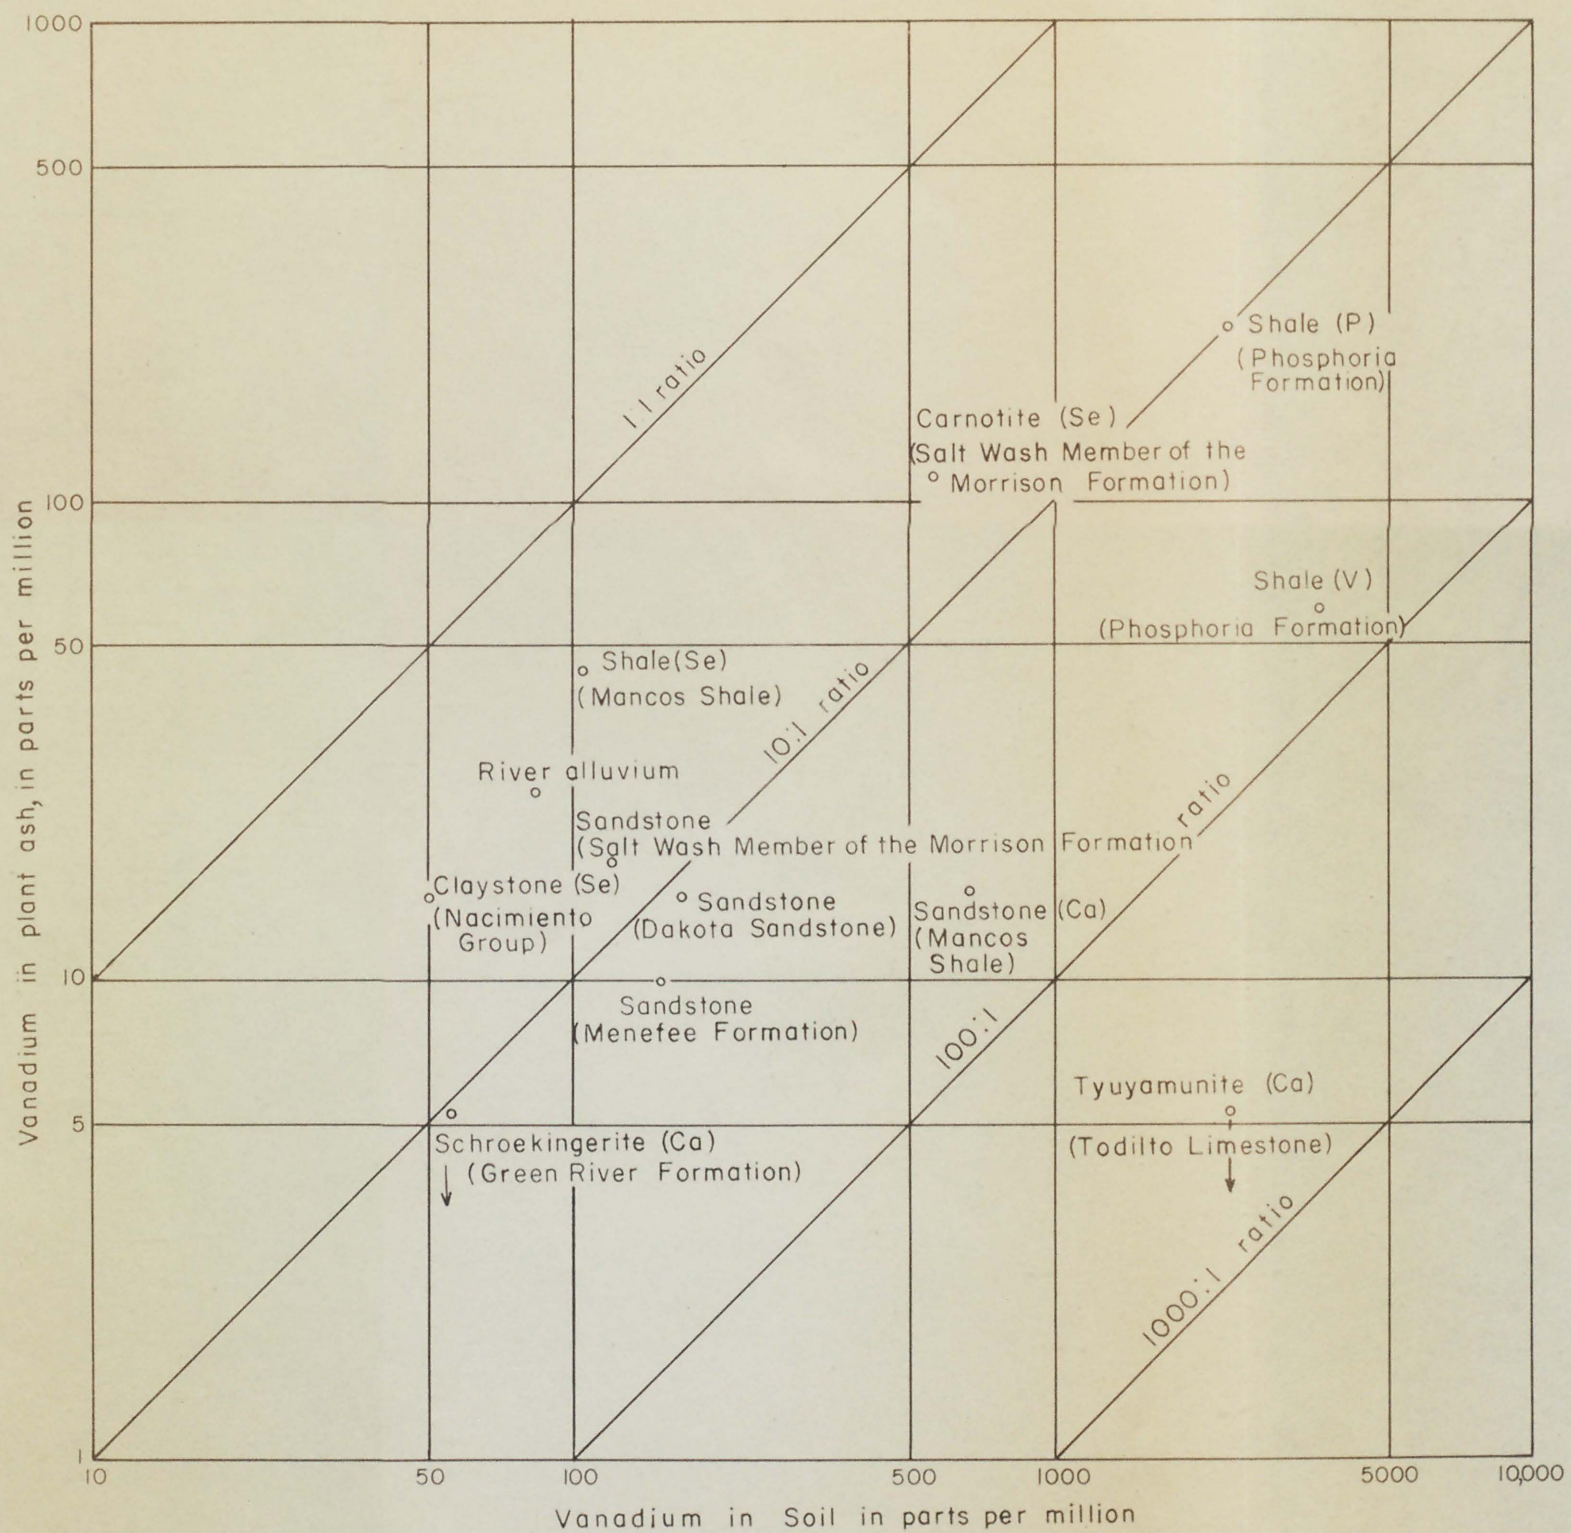 1000
500
100
50
10
5
1
Vanadium in plant ash, in parts per million
1:1 ratio
Shale (P)
(Phosphoria
Formation)
Carnotite (Se)
(Salt Wash Member of the
Morrison Formation)
Shale (V)
(Phosphoria Formation)
Shale(Se)
(Mancos Shale)
10:1 ratio
River alluvium
Sandstone
(Salt Wash Member of the Morrison Formation
ratio
Claystone (Se)
(Nacimiento
Group)
Sandstone
(Dakota Sandstone)
Sandstone (Ca)
(Mancos
Shale)
Sandstone
(Menefee Formation)
100:1
Tyuyamunite (Ca)
(Todilto Limestone)
Schroekingerite (Ca)
(Green River Formation)
1000:1 ratio
10
50
100
500
1000
5000
10,000
Vanadium in Soil in parts per million